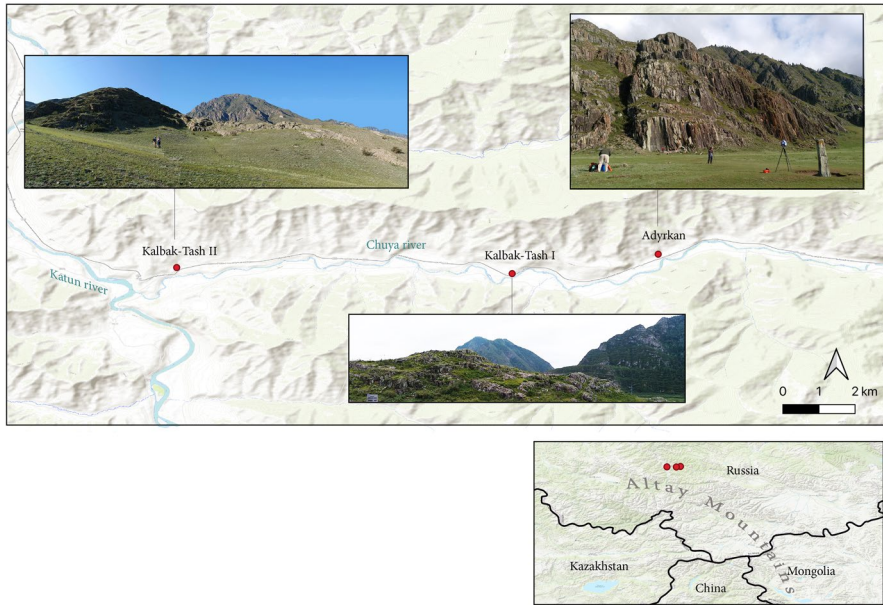 Kalbak-Tash II
Chuya river
Kalbak-Tash I
Adyrkan
Katun river
0 1 2 km
Russia
Altay Mountains
Kazakhstan
China
Mongolia